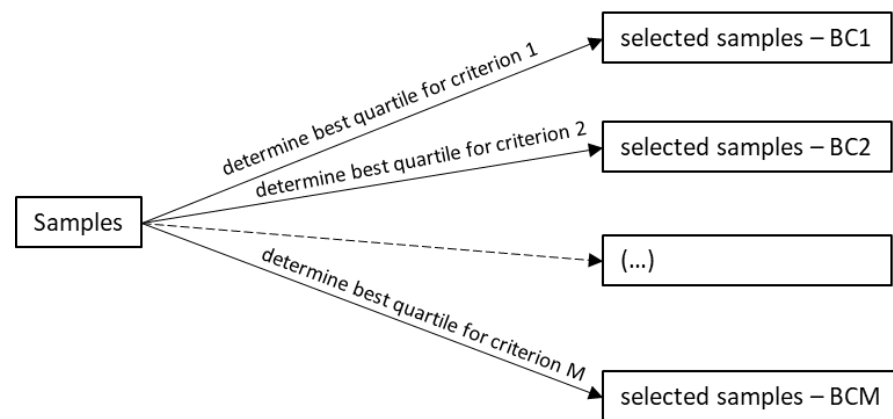 selected samples – BC1
determine best quartile for criterion 1
selected samples – BC2
determine best quartile for criterion 2
Samples
(...)
determine best quartile for criterion M
selected samples – BCM